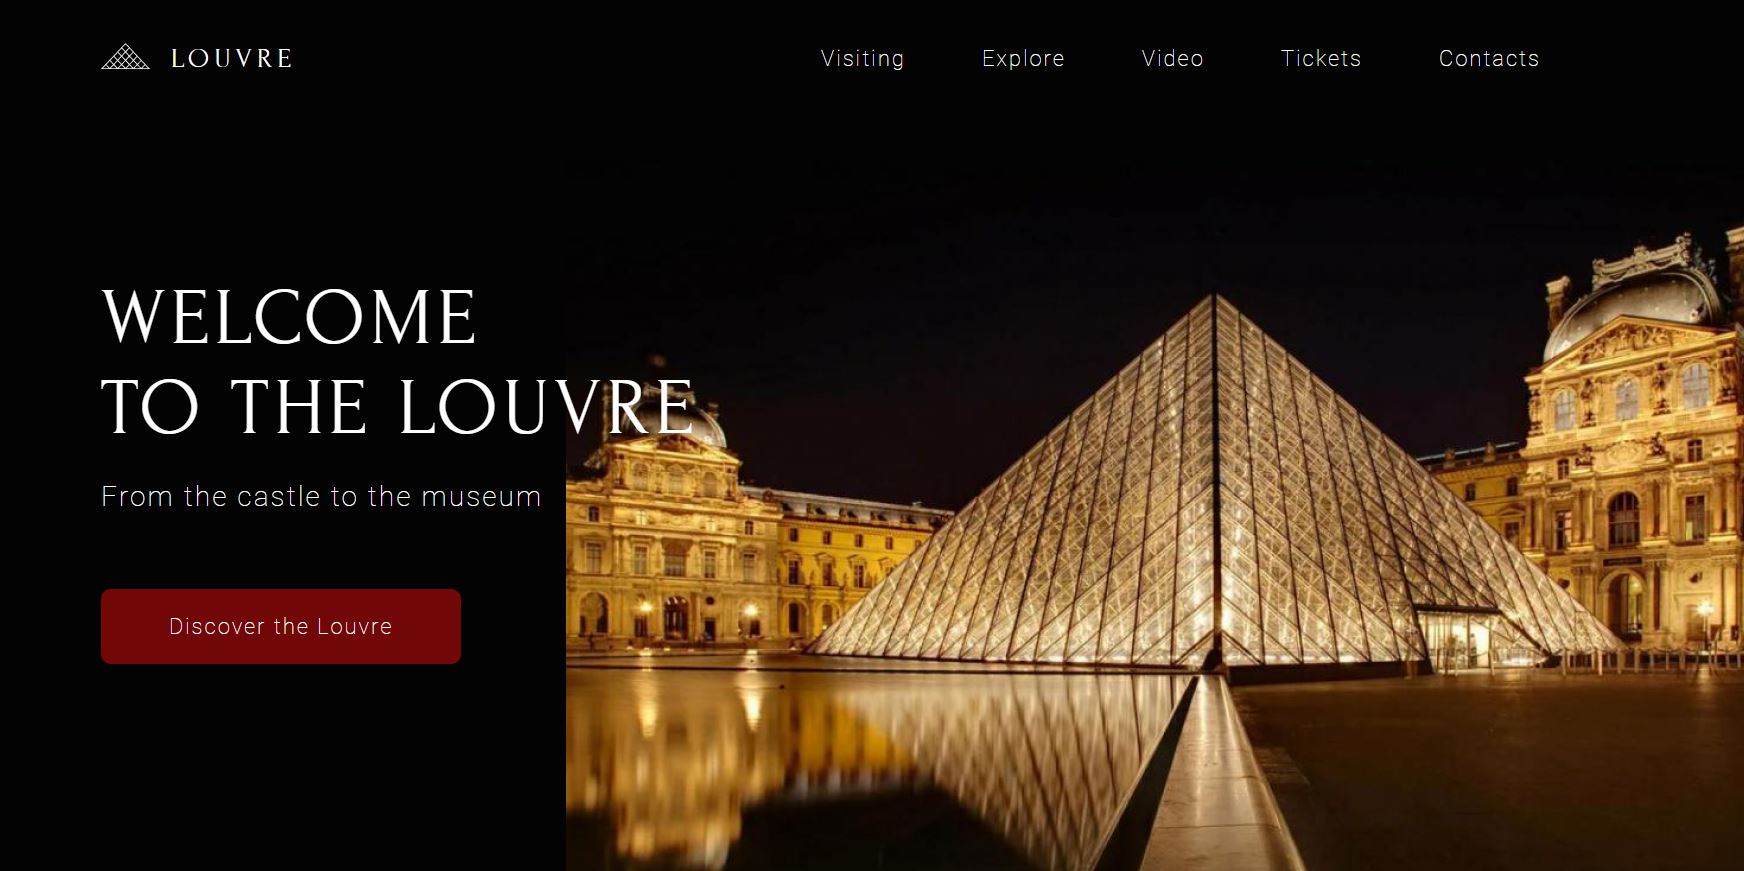 LOUVRE
Visiting
Explore
Video
Tickets
Contacts
WELCOME
TO THE LOUVRE
From the castle to the museum
Discover the Louvre